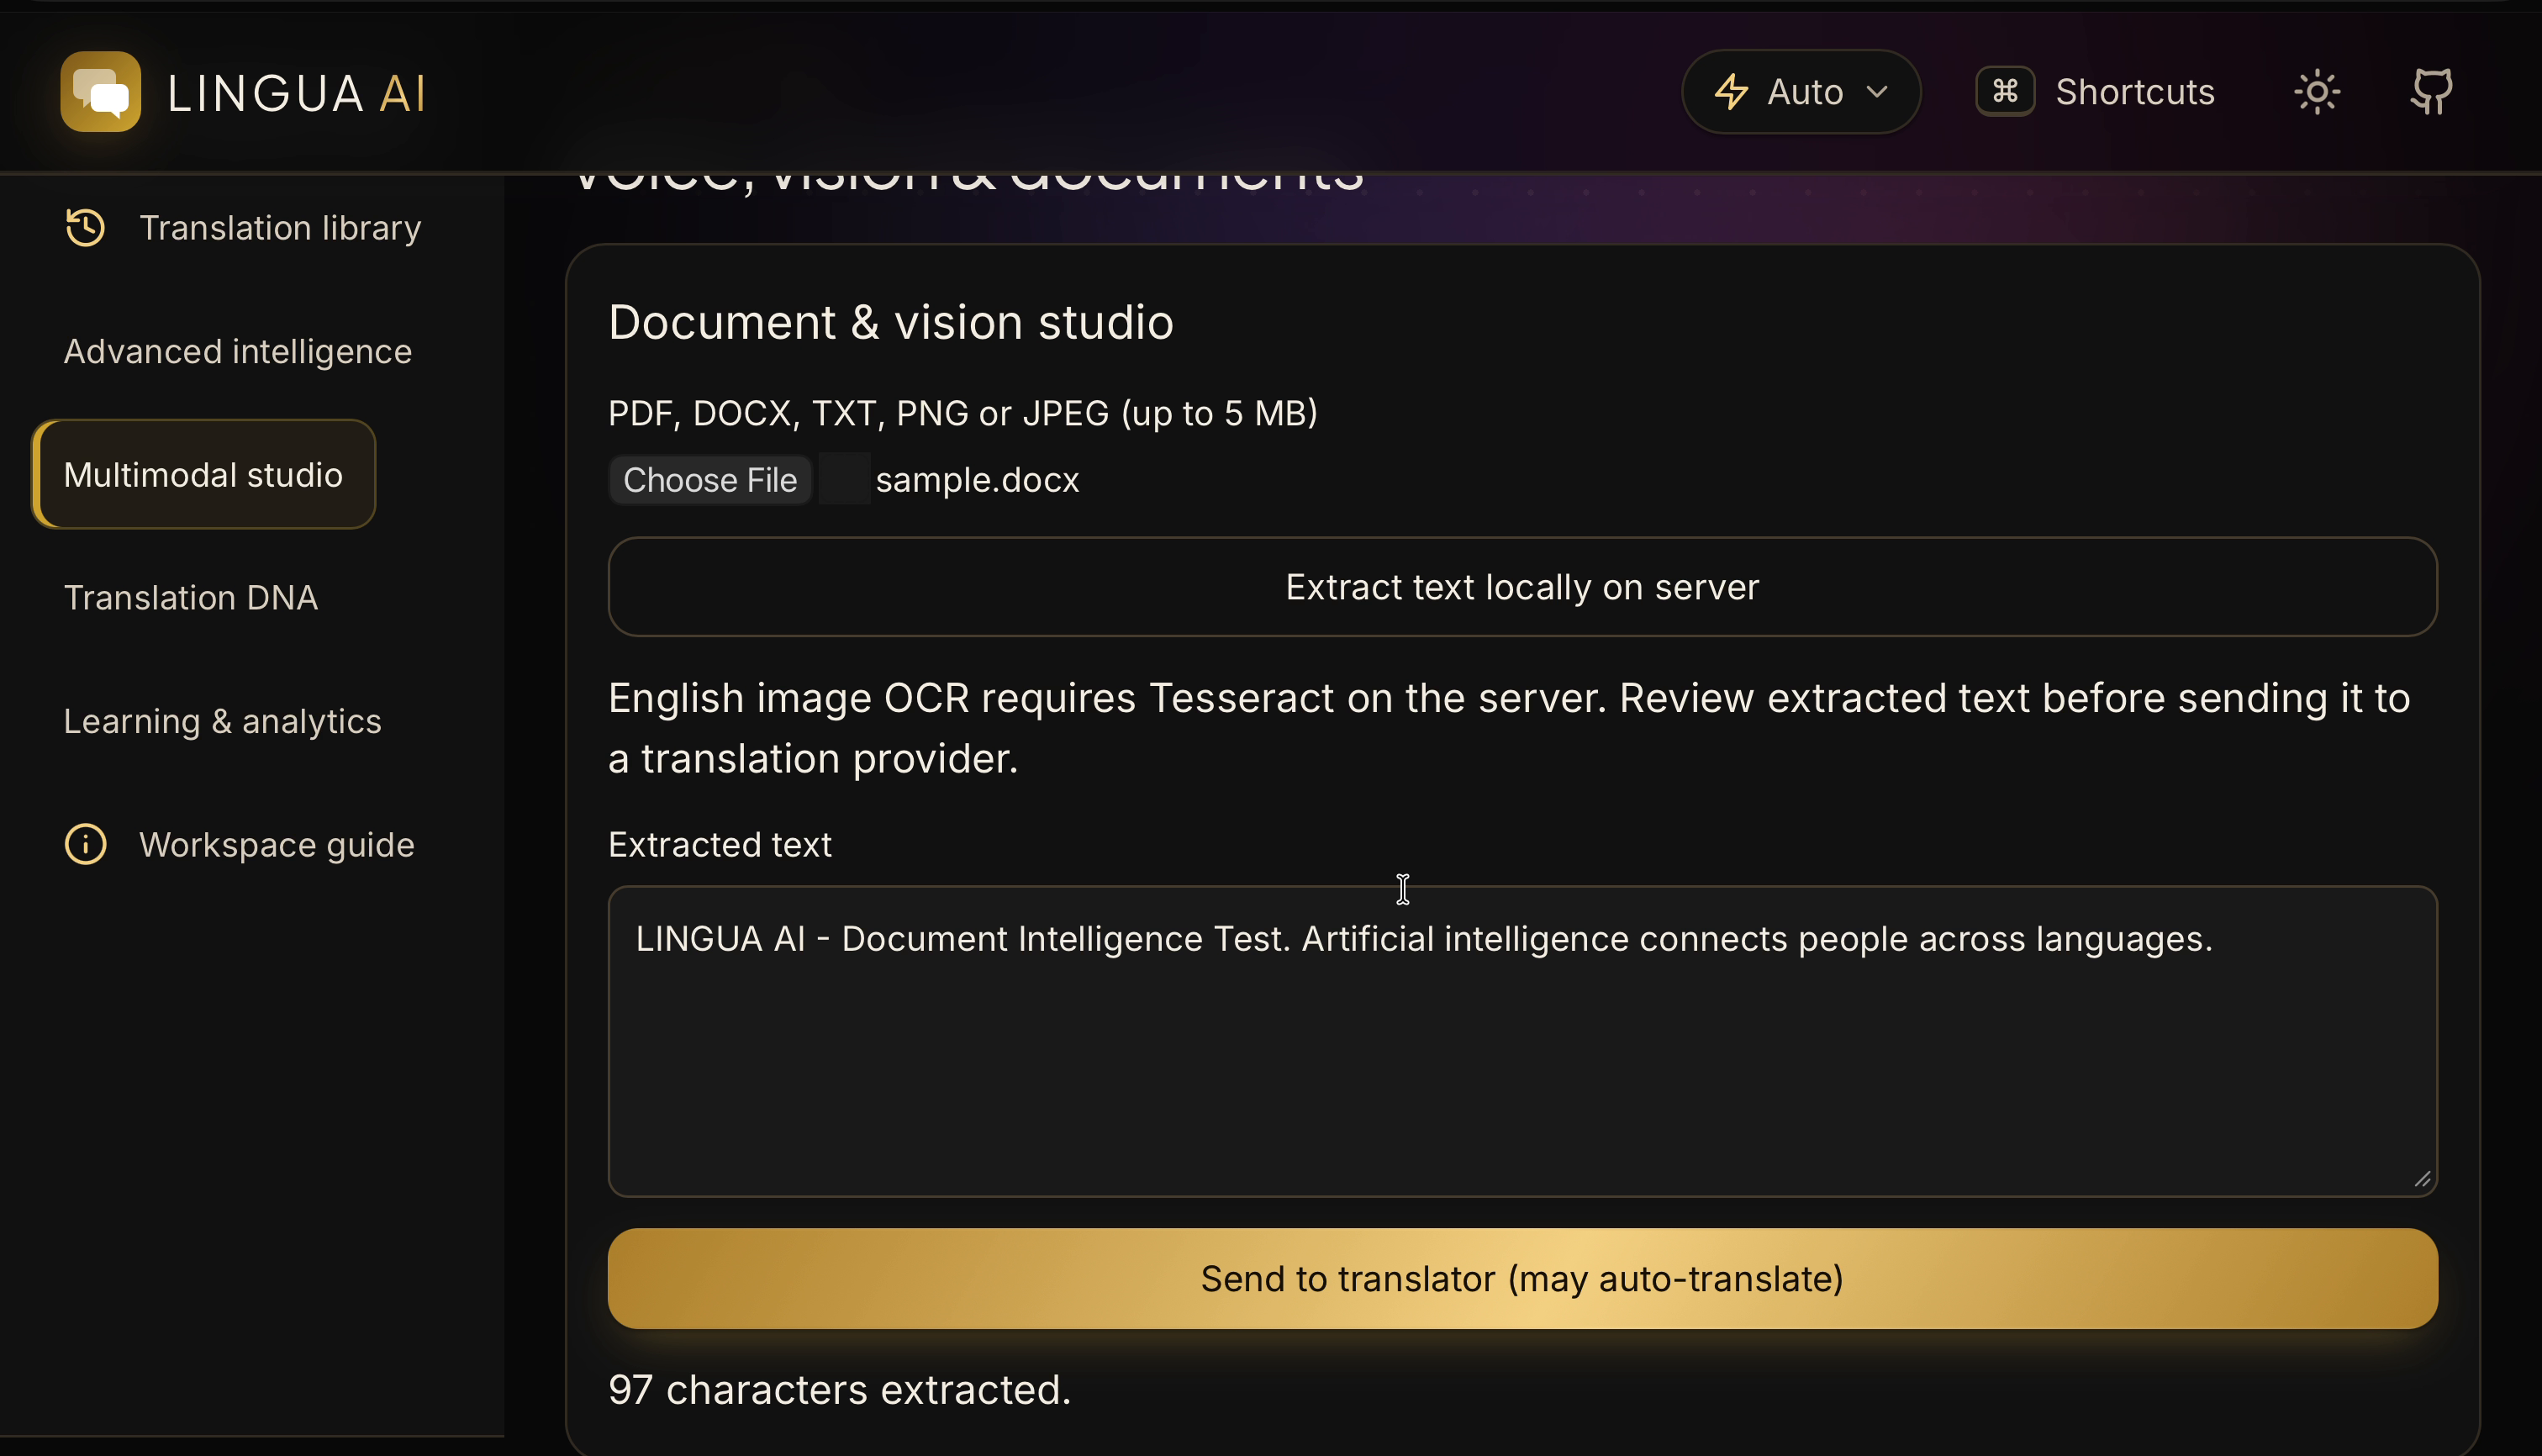 LINGUA AI
Auto
⌘ Shortcuts
Voice, vision & documents
Translation library
Advanced intelligence
Multimodal studio
Translation DNA
Learning & analytics
Workspace guide
Document & vision studio
PDF, DOCX, TXT, PNG or JPEG (up to 5 MB)
Choose File sample.docx
Extract text locally on server
English image OCR requires Tesseract on the server. Review extracted text before sending it to
a translation provider.
Extracted text
LINGUA AI - Document Intelligence Test. Artificial intelligence connects people across languages.
Send to translator (may auto-translate)
97 characters extracted.